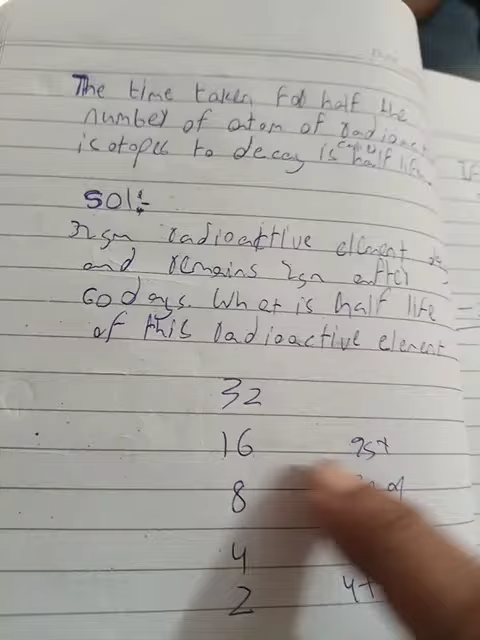 The time taken for half the
number of atom of radioact
isotopes to decay is half life
SOl:-
32gm radioactive element
and remains 2gm after
60 days What is half life
of this radioactive element
32
16
8
4
2